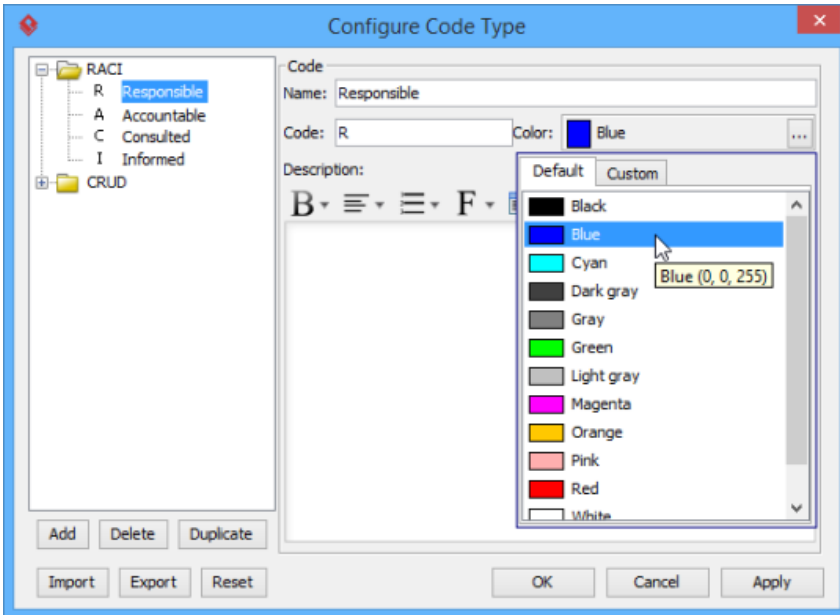 Configure Code Type
×
RACI
R Responsible
A Accountable
C Consulted
I Informed
CRUD
Code
Name: Responsible
Code: R
Color: Blue ...
Description:
B F
Default Custom
Black
Blue
Cyan
Blue (0, 0, 255)
Dark gray
Gray
Green
Light gray
Magenta
Orange
Pink
Red
White
Add Delete Duplicate
Import Export Reset
OK Cancel Apply